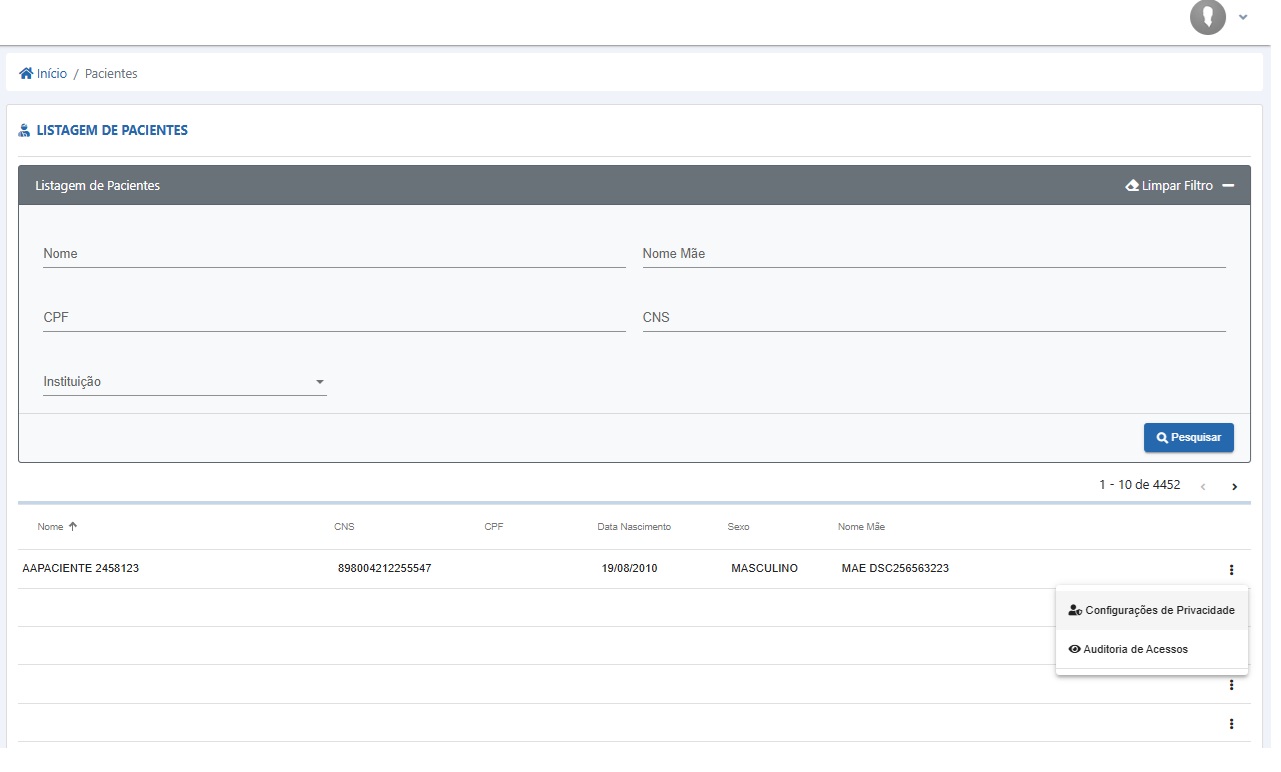 Início / Pacientes
LISTAGEM DE PACIENTES
Listagem de Pacientes Limpar Filtro
Nome Nome Mãe
CPF CNS
Instituição
Pesquisar
1 - 10 de 4452
Nome CNS CPF Data Nascimento Sexo Nome Mãe
AAPACIENTE 2458123 898004212255547 19/08/2010 MASCULINO MAE DSC256563223
Configurações de Privacidade
Auditoria de Acessos